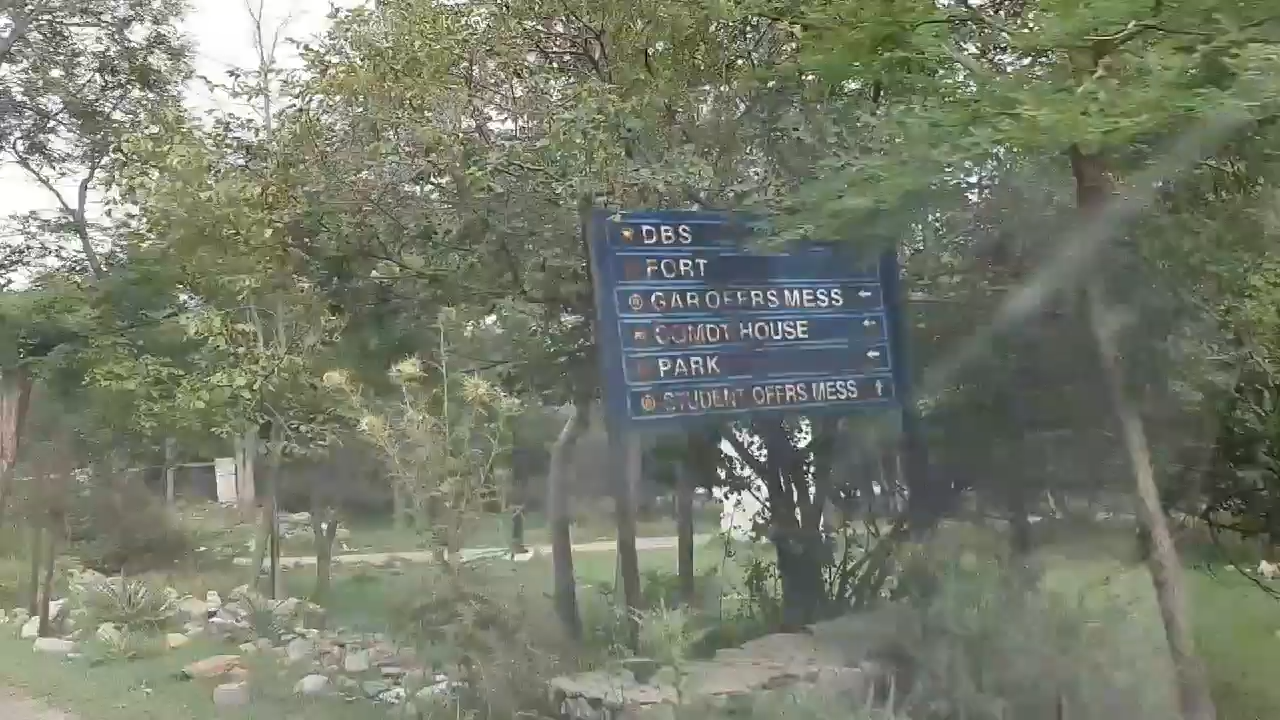 DBS
FORT
GAR OFFRS MESS ←
COMDT HOUSE ←
PARK ←
STUDENT OFFRS MESS ↑